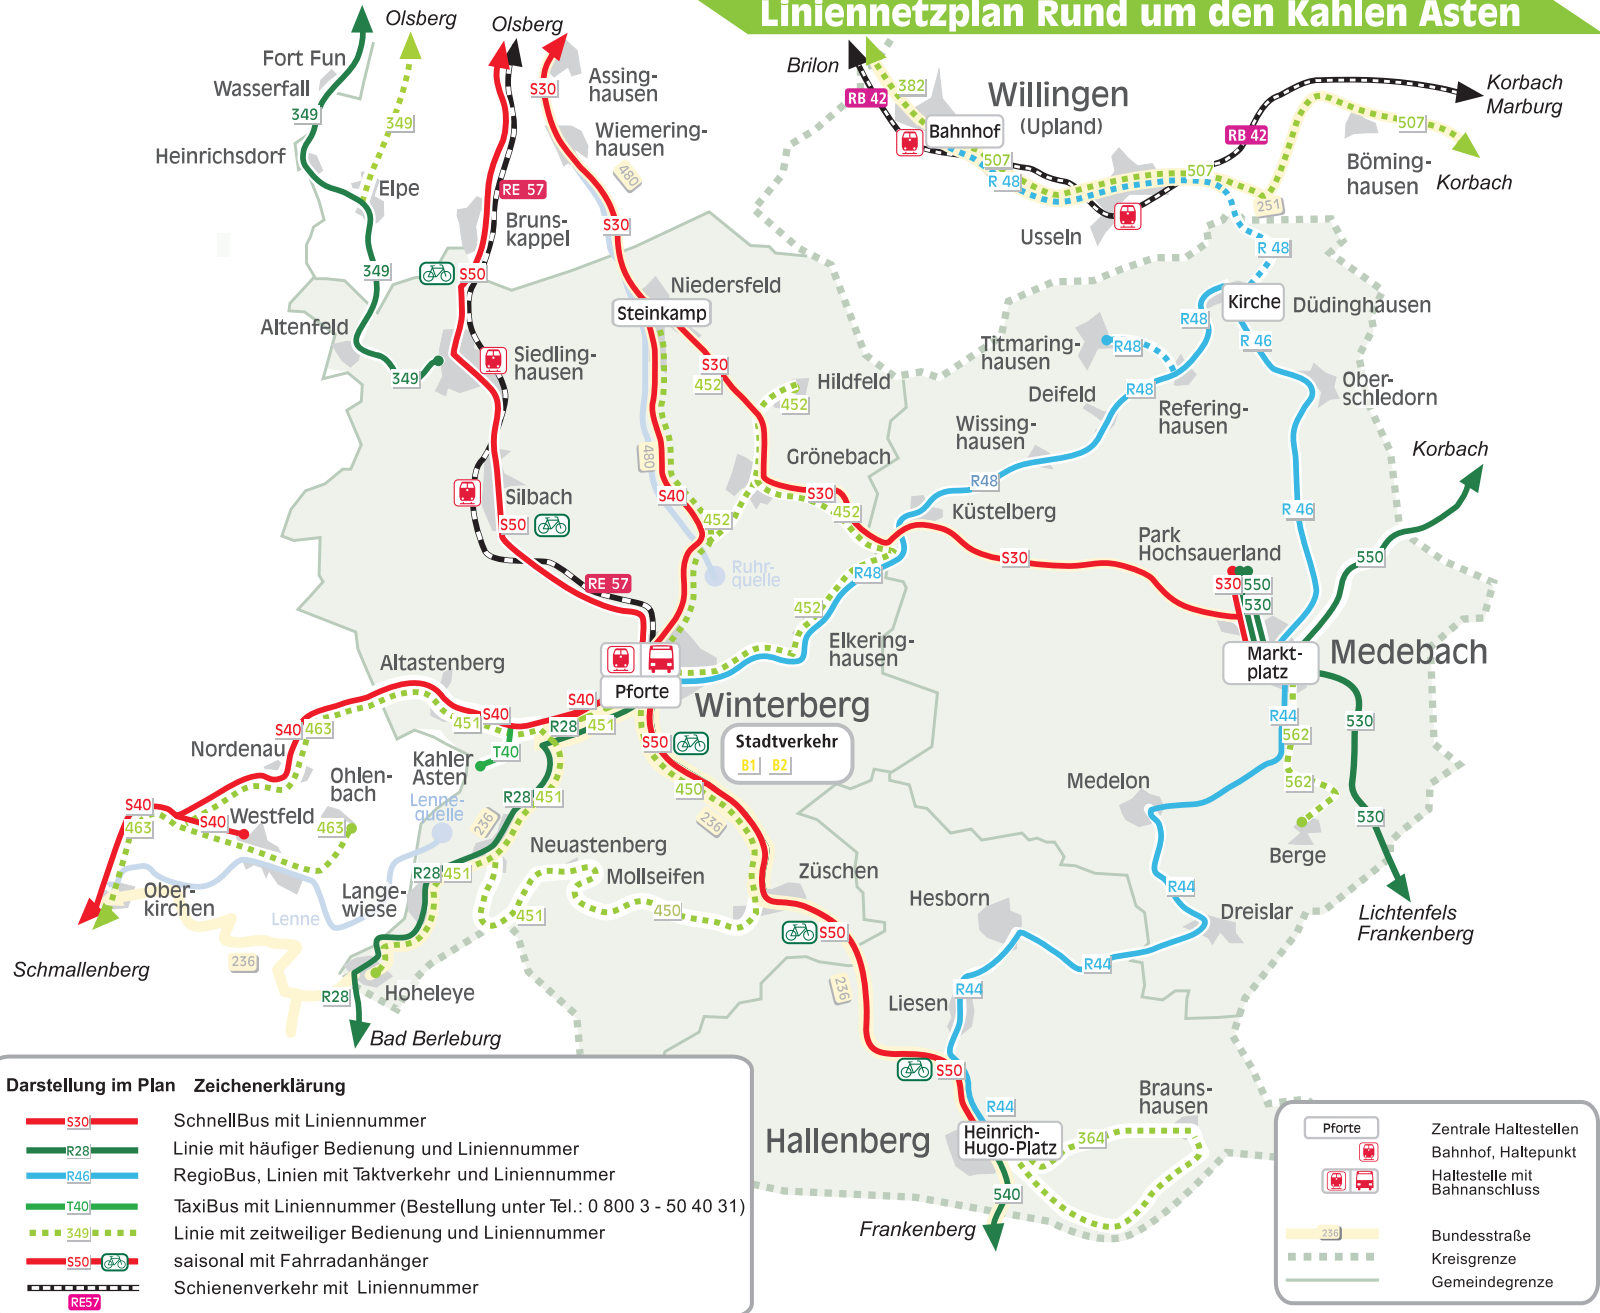 Liniennetzplan Rund um den Kahlen Asten
Olsberg
Olsberg
Fort Fun
Wasserfall
349
349
Heinrichsdorf
Elpe
349
Altenfeld
349
RE 57
Bruns-
kappel
S50
Siedling-
hausen
Silbach
S50
RE 57
S30
Assing-
hausen
Wiemering-
hausen
480
S30
Niedersfeld
Steinkamp
S30
452
Hildfeld
452
480
Grönebach
S40
452
S30
452
Ruhr-
quelle
Brilon
RB 42
382
Willingen
(Upland)
Bahnhof
507
R 48
Usseln
507
RB 42
251
Korbach
Marburg
507
Böming-
hausen
Korbach
R 48
Kirche
Düdinghausen
R48
R 46
Titmaring-
hausen
R48
Deifeld
R48
Refering-
hausen
Ober-
schledorn
Wissing-
hausen
R48
Küstelberg
R48
452
Elkering-
hausen
S30
R 46
Korbach
Park
Hochsauerland
550
S30
550
530
Markt-
platz
Medebach
R44
530
562
562
530
Medelon
Berge
Lichtenfels
Frankenberg
R44
Dreislar
Hesborn
R44
Liesen
R44
Altastenberg
Pforte
Winterberg
Stadtverkehr
B1 B2
S40
S40
451
R28
451
S40
463
Nordenau
Kahler
Asten
T40
S50
450
236
Ohlen-
bach
Lenne-
quelle
R28
451
236
S40
463
S40
Westfeld
463
Neuastenberg
Mollseifen
Züschen
R28
451
Ober-
kirchen
Lange-
wiese
Lenne
451
450
S50
Schmallenberg
236
R28
Hoheleye
236
Bad Berleburg
S50
R44
Brauns-
hausen
Hallenberg
Heinrich-
Hugo-Platz
364
540
Frankenberg
Darstellung im Plan Zeichenerklärung
S30 SchnellBus mit Liniennummer
R28 Linie mit häufiger Bedienung und Liniennummer
R46 RegioBus, Linien mit Taktverkehr und Liniennummer
T40 TaxiBus mit Liniennummer (Bestellung unter Tel.: 0 800 3 - 50 40 31)
349 Linie mit zeitweiliger Bedienung und Liniennummer
S50 saisonal mit Fahrradanhänger
Schienenverkehr mit Liniennummer
RE57
Pforte Zentrale Haltestellen
Bahnhof, Haltepunkt
Haltestelle mit
Bahnanschluss
236 Bundesstraße
Kreisgrenze
Gemeindegrenze